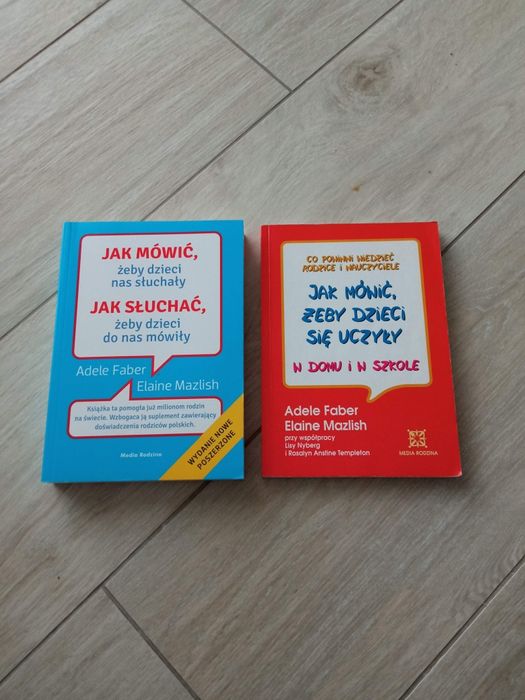 JAK MÓWIĆ,
żeby dzieci
nas słuchały
JAK SŁUCHAĆ,
żeby dzieci
do nas mówiły
Adele Faber
Elaine Mazlish
Książka ta pomogła już milionom rodzin
na świecie. Wzbogaca ją suplement zawierający
doświadczenia rodziców polskich.
Media Rodzina
WYDANIE NOWE
POSZERZONE
CO POWINNI WIEDZIEĆ
RODZICE I NAUCZYCIELE
JAK MÓWIĆ,
ŻEBY DZIECI
SIĘ UCZYŁY
W DOMU I W SZKOLE
Adele Faber
Elaine Mazlish
przy współpracy
Lisy Nyberg
i Rosalyn Anstine Templeton
MEDIA RODZINA